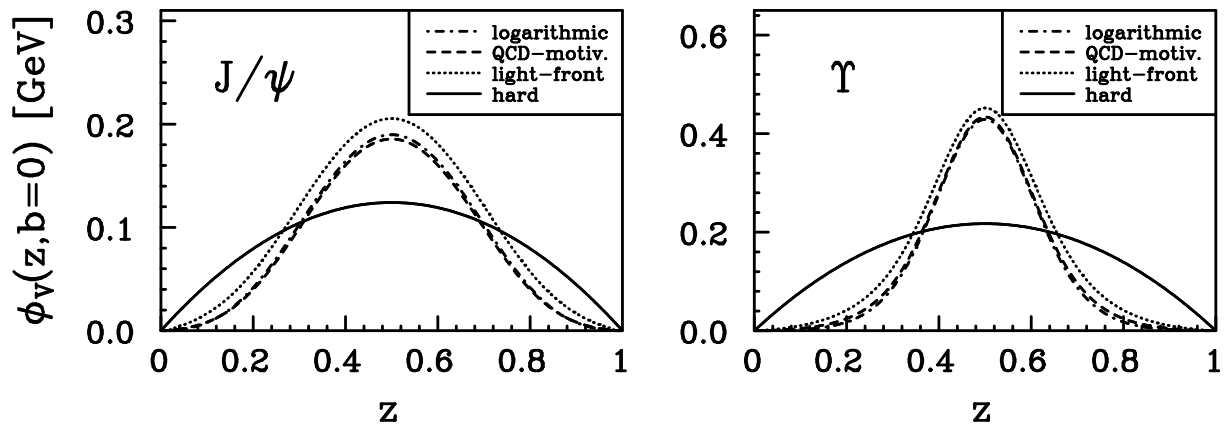 ϕV(z,b=0) [GeV]
0.3
0.2
0.1
0.0
J/ψ
logarithmic
QCD−motiv.
light−front
hard
0 0.2 0.4 0.6 0.8 1
z
0.6
0.4
0.2
0.0
ϒ
logarithmic
QCD−motiv.
light−front
hard
0 0.2 0.4 0.6 0.8 1
z